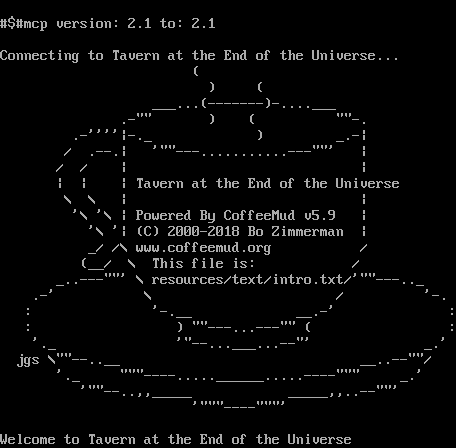 #$#mcp version: 2.1 to: 2.1
Connecting to Tavern at the End of the Universe...
Tavern at the End of the Universe
Powered By CoffeeMud v5.9
(C) 2000-2018 Bo Zimmerman
www.coffeemud.org
This file is:
resources/text/intro.txt
jgs
Welcome to Tavern at the End of the Universe